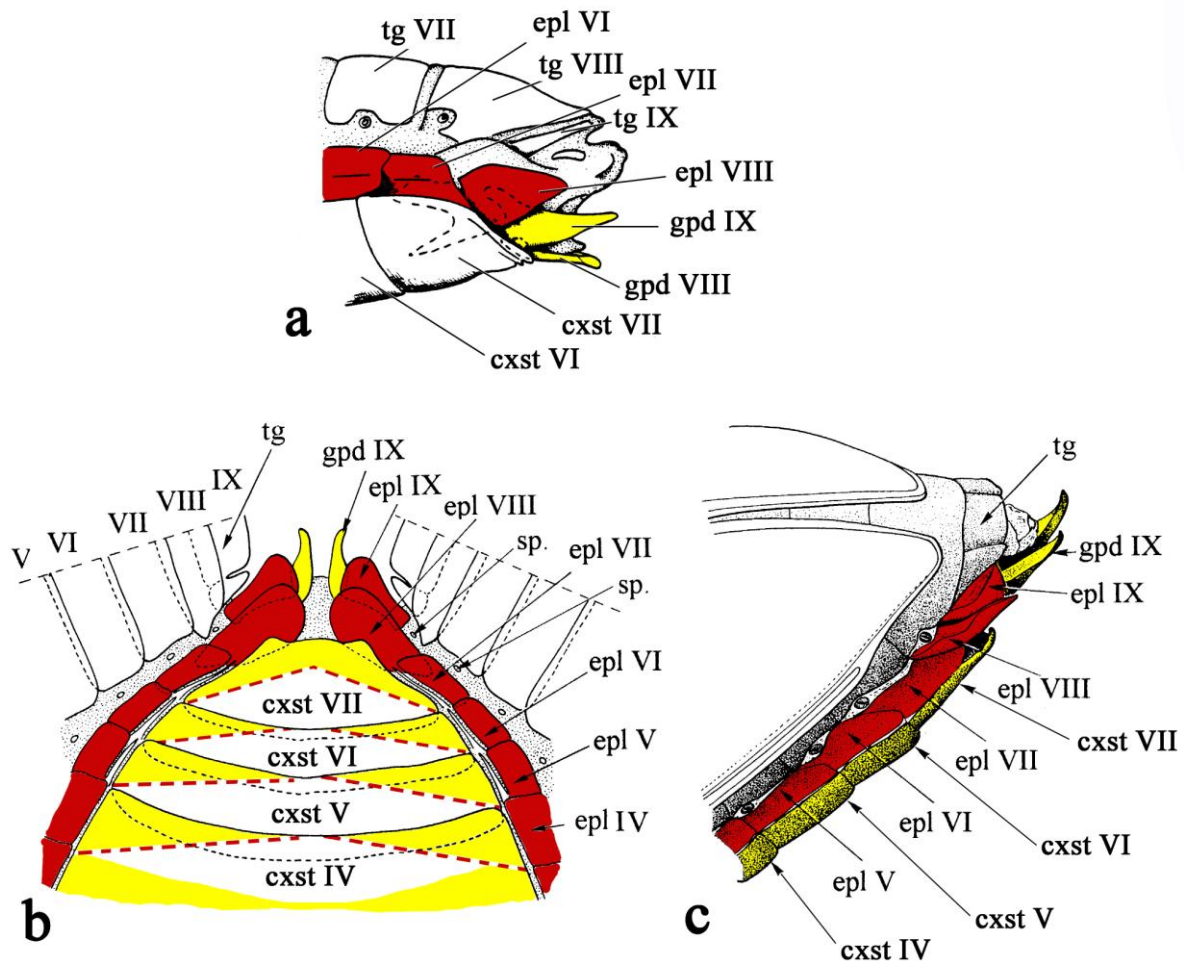 tg VII
epl VI
tg VIII
epl VII
tg IX
epl VIII
gpd IX
gpd VIII
cxst VII
cxst VI
a
tg
IX
VIII
VII
VI
V
gpd IX
epl IX
epl VIII
sp.
epl VII
sp.
epl VI
epl V
epl IV
cxst VII
cxst VI
cxst V
cxst IV
b
tg
gpd IX
epl IX
epl VIII
cxst VII
epl VII
cxst VI
epl VI
cxst V
epl V
cxst IV
c